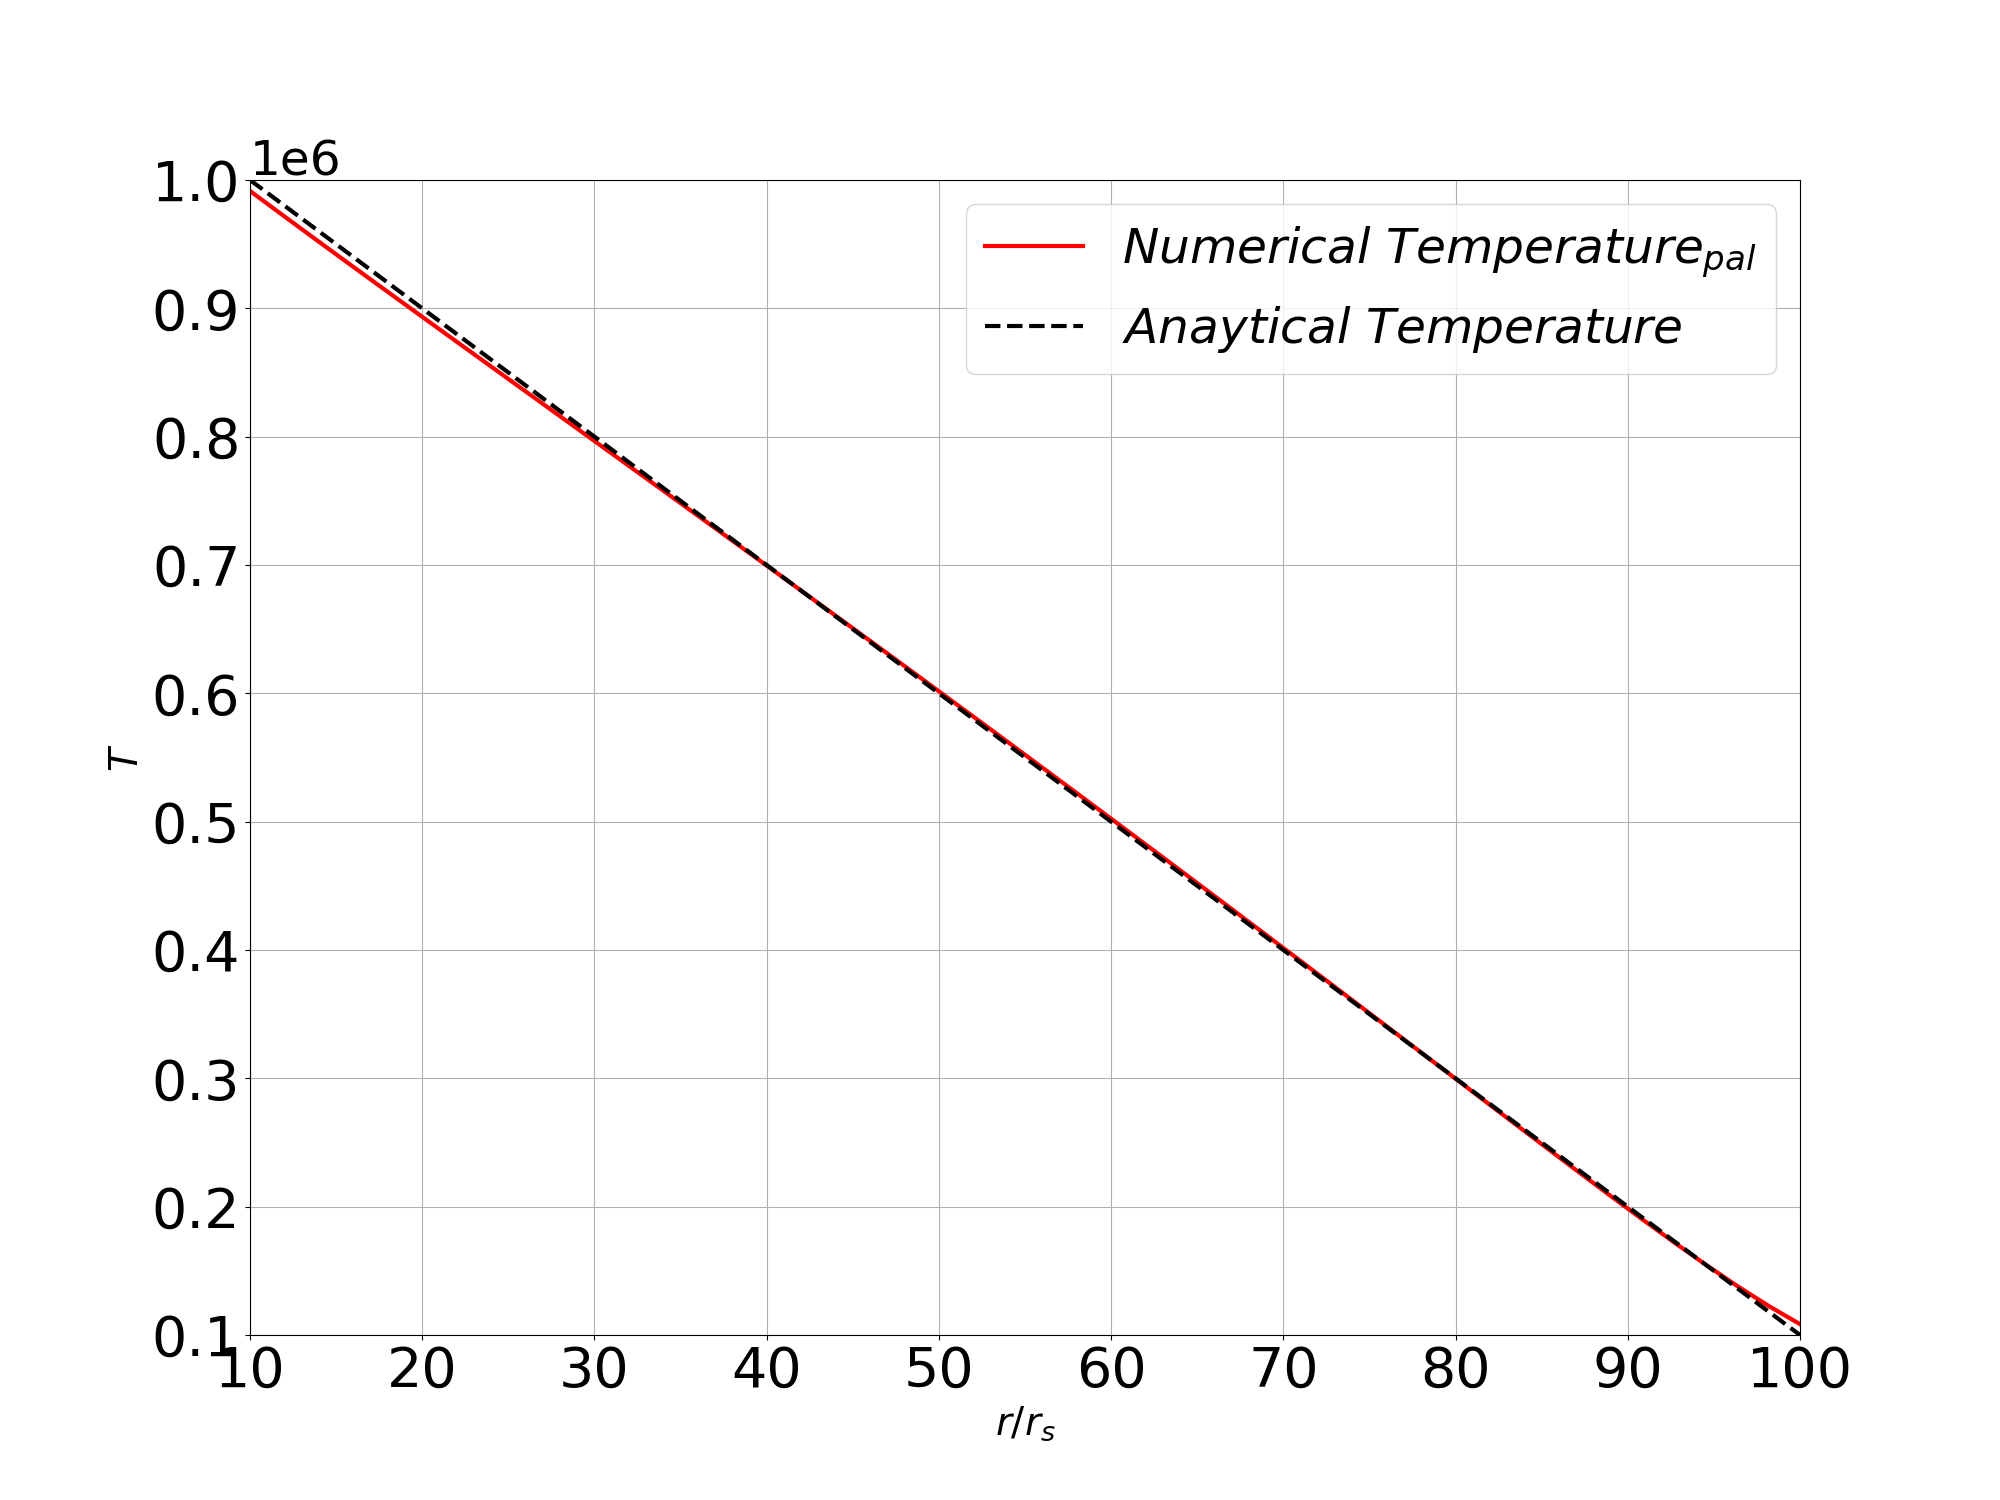 1e6
1.0
0.9
0.8
0.7
0.6
0.5
0.4
0.3
0.2
0.1
T
Numerical Temperature_pal
Anaytical Temperature
10 20 30 40 50 60 70 80 90 100
r/r_s